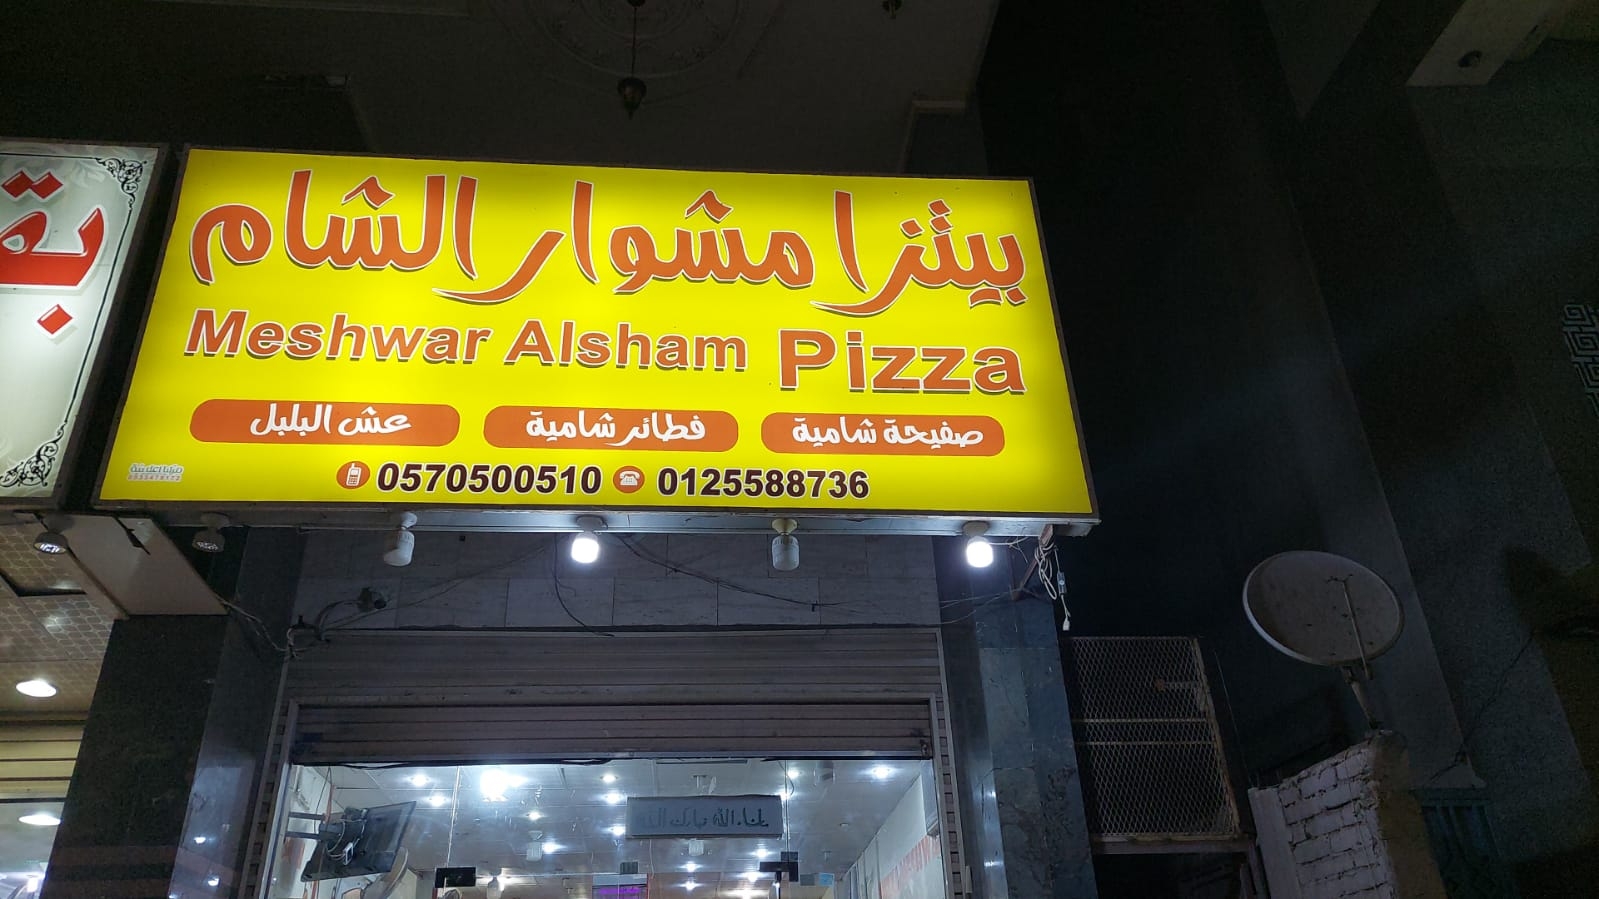 بيتزا مشوار الشام
Meshwar Alsham Pizza
صفيحة شامية
فطائر شامية
عش البلبل
0570500510
0125588736